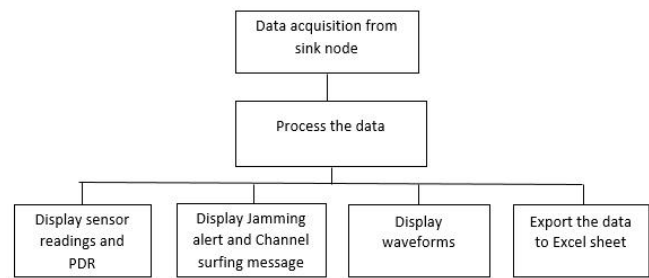 Data acquisition from
sink node
Process the data
Display sensor
readings and
PDR
Display Jamming
alert and Channel
surfing message
Display
waveforms
Export the data
to Excel sheet